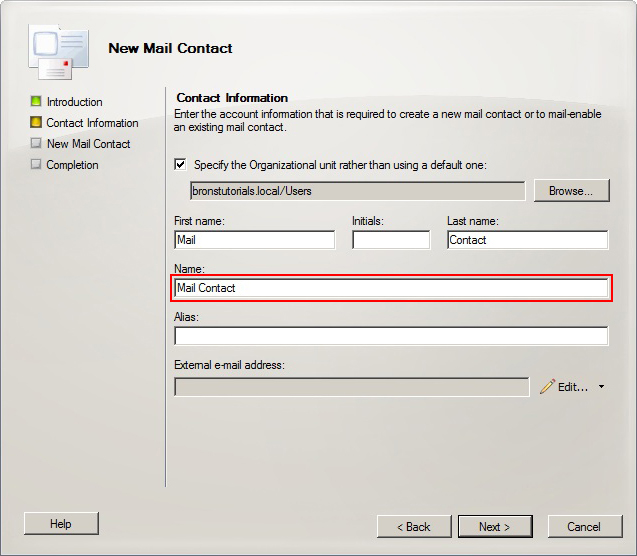 New Mail Contact
Introduction
Contact Information
New Mail Contact
Completion
Contact Information
Enter the account information that is required to create a new mail contact or to mail-enable
an existing mail contact.
Specify the Organizational unit rather than using a default one:
bronstutorials.local/Users
Browse...
First name:
Initials:
Last name:
Mail
Contact
Name:
Mail Contact
Alias:
External e-mail address:
Edit...
Help
< Back
Next >
Cancel